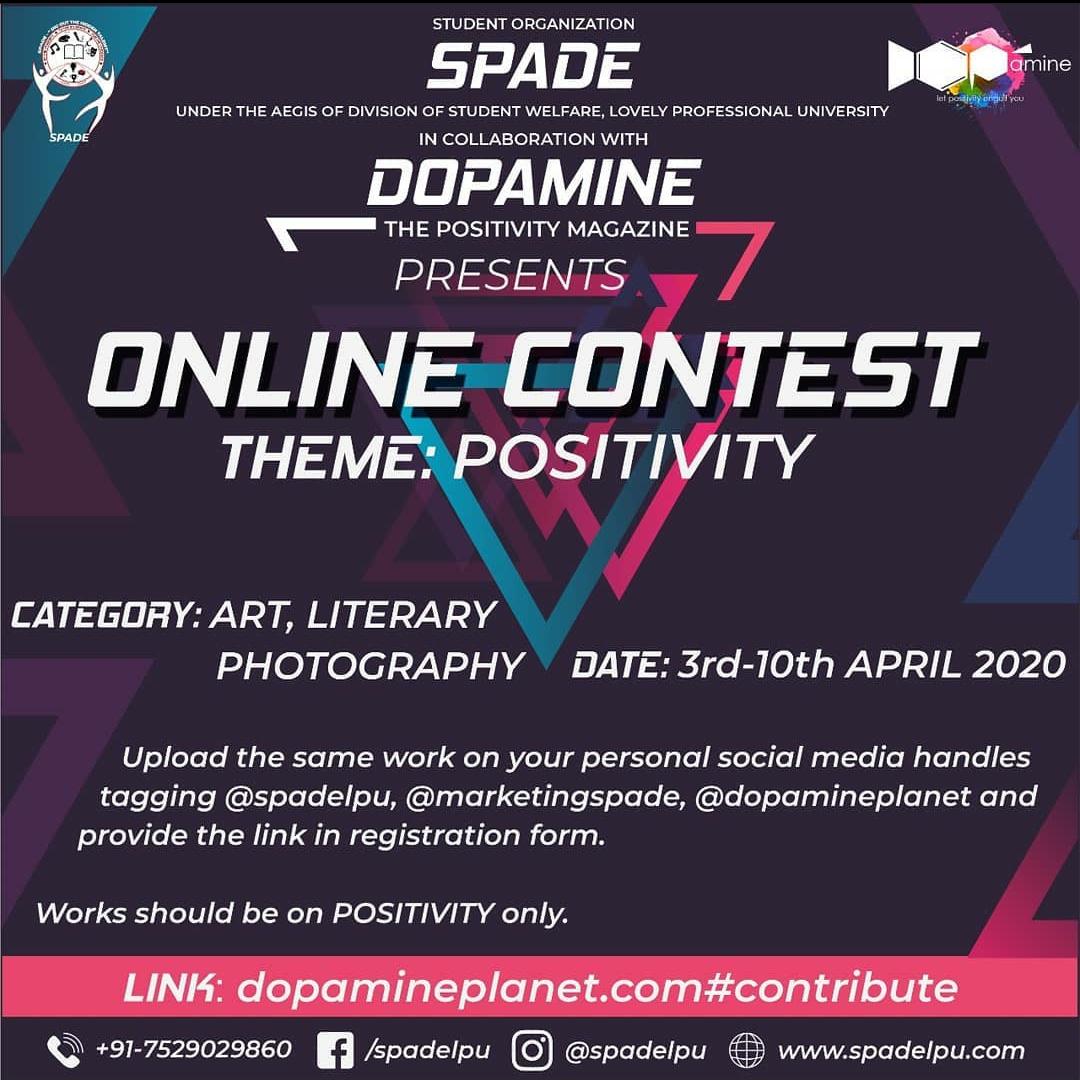 STUDENT ORGANIZATION
SPADE
UNDER THE AEGIS OF DIVISION OF STUDENT WELFARE, LOVELY PROFESSIONAL UNIVERSITY
IN COLLABORATION WITH
DOPAMINE
THE POSITIVITY MAGAZINE
PRESENTS
SPADE
DOPamine
let positivity engulf you
ONLINE CONTEST
THEME: POSITIVITY
CATEGORY: ART, LITERARY
PHOTOGRAPHY
DATE: 3rd-10th APRIL 2020
Upload the same work on your personal social media handles
tagging @spadelpu, @marketingspade, @dopamineplanet and
provide the link in registration form.
Works should be on POSITIVITY only.
LINK: dopamineplanet.com#contribute
+91-7529029860 /spadelpu @spadelpu www.spadelpu.com